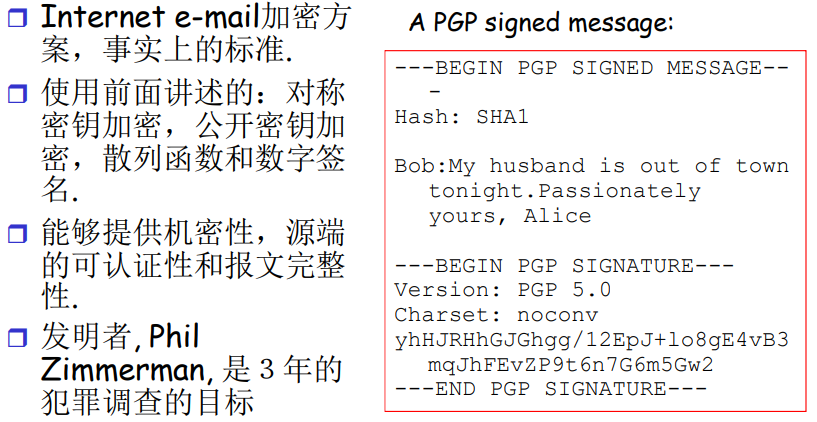 Internet e-mail加密方
案，事实上的标准.
使用前面讲述的：对称
密钥加密，公开密钥加
密，散列函数和数字签
名.
能够提供机密性，源端
的可认证性和报文完整
性.
发明者, Phil
Zimmerman, 是３年的
犯罪调查的目标
A PGP signed message:
---BEGIN PGP SIGNED MESSAGE--
-
Hash: SHA1
Bob:My husband is out of town
tonight.Passionately
yours, Alice
---BEGIN PGP SIGNATURE---
Version: PGP 5.0
Charset: noconv
yhHJRHhGJGhgg/12EpJ+lo8gE4vB3
mqJhFEvZP9t6n7G6m5Gw2
---END PGP SIGNATURE---